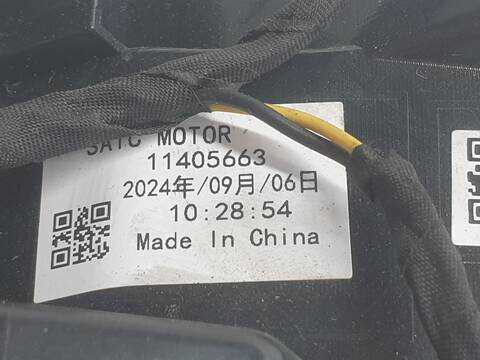 SAIC MOTOR
11405663
2024年/09月/06日
10:28:54
Made In China